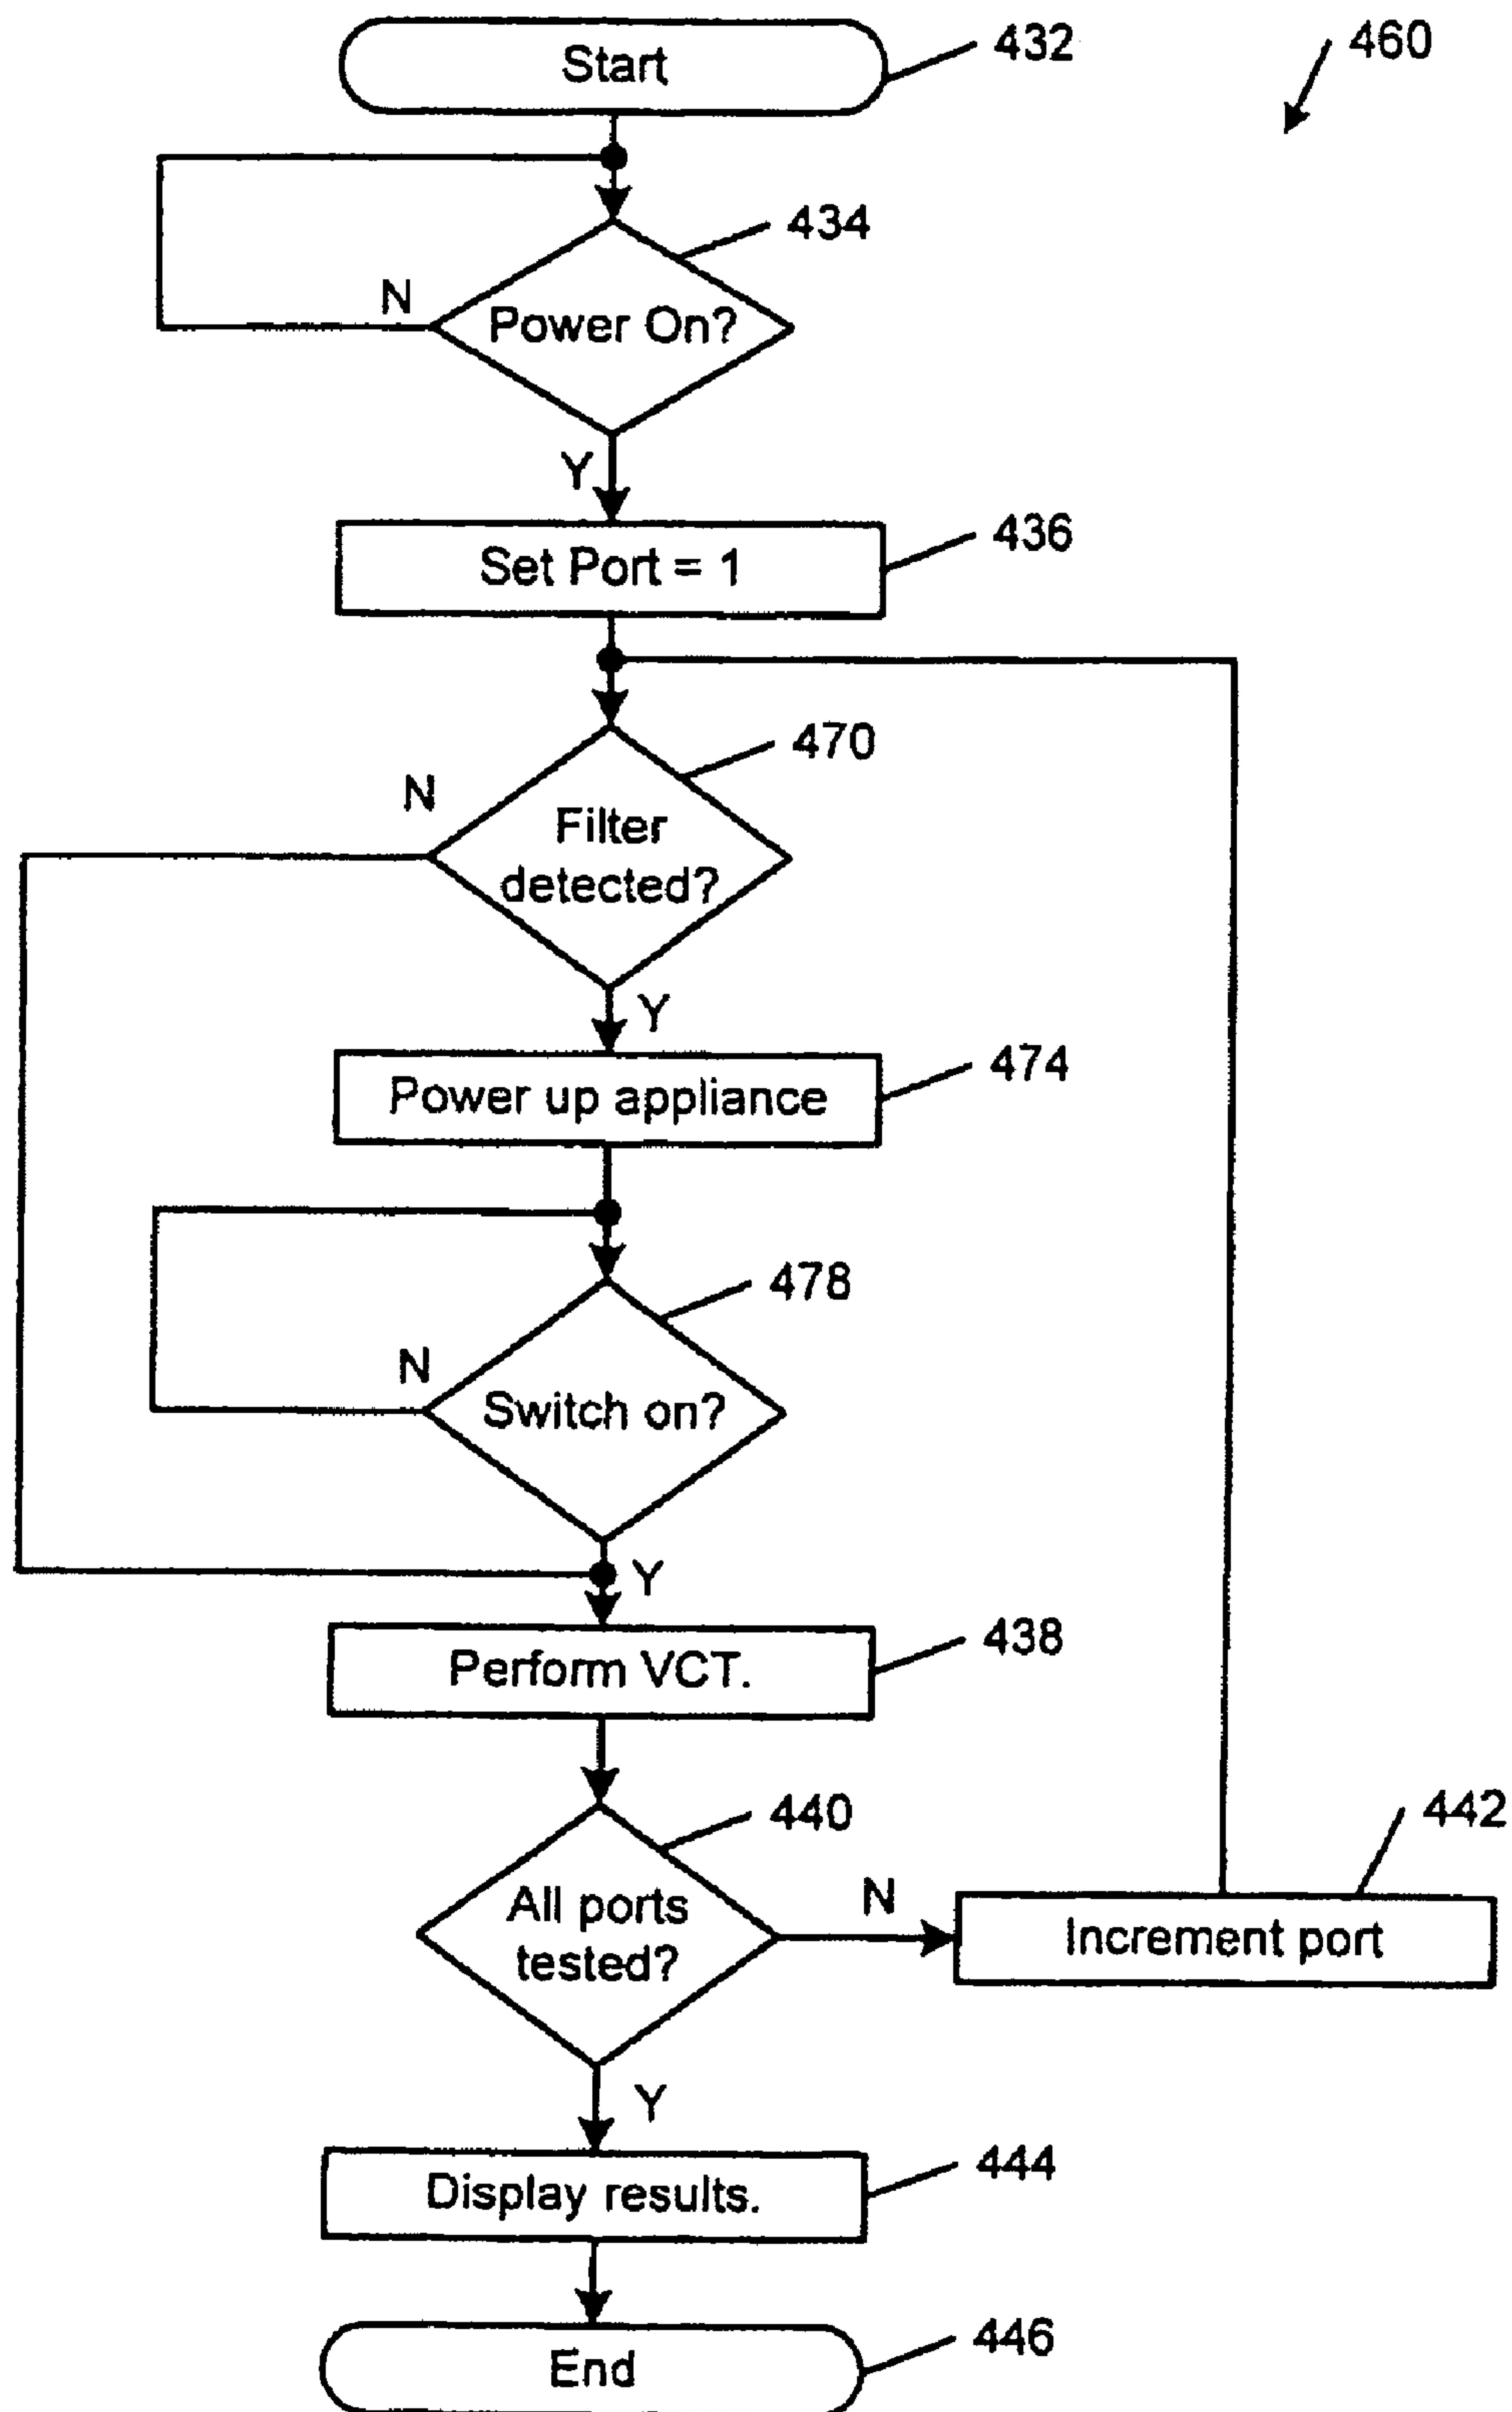 Start
432
460
434
N
Power On?
Y
436
Set Port = 1
470
N
Filter
detected?
Y
474
Power up appliance
478
N
Switch on?
Y
438
Perform VCT.
440
442
All ports
tested?
N
Increment port
Y
444
Display results.
446
End